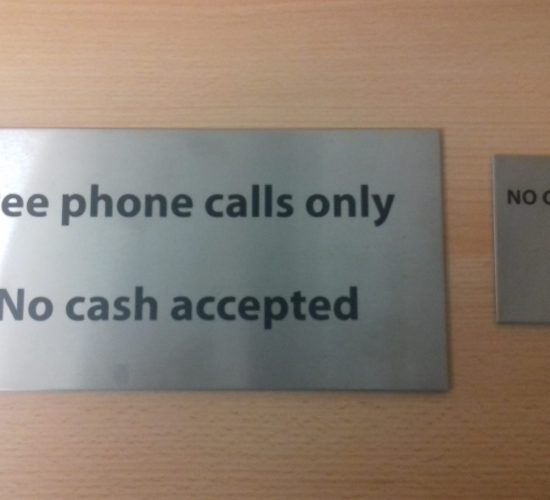 ee phone calls only
No cash accepted
NO